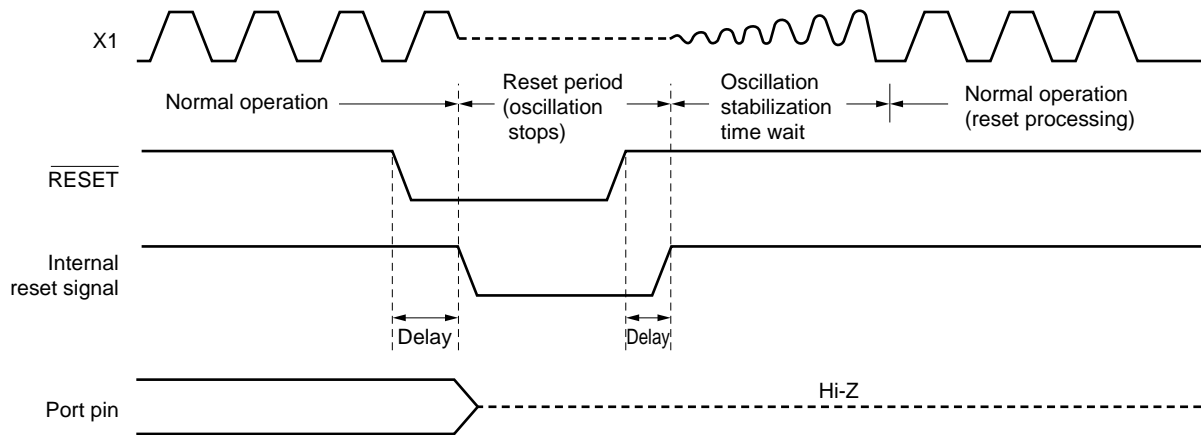 X1
Normal operation
Reset period
(oscillation
stops)
Oscillation
stabilization
time wait
Normal operation
(reset processing)
RESET
Internal
reset signal
Delay
Delay
Port pin
Hi-Z